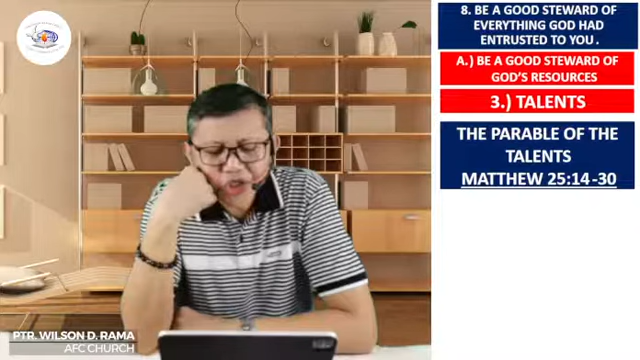 8. BE A GOOD STEWARD OF
EVERYTHING GOD HAD
ENTRUSTED TO YOU .
A.) BE A GOOD STEWARD OF
GOD'S RESOURCES
3.) TALENTS
THE PARABLE OF THE
TALENTS
MATTHEW 25:14-30
PTR. WILSON D. RAMA
AFC CHURCH